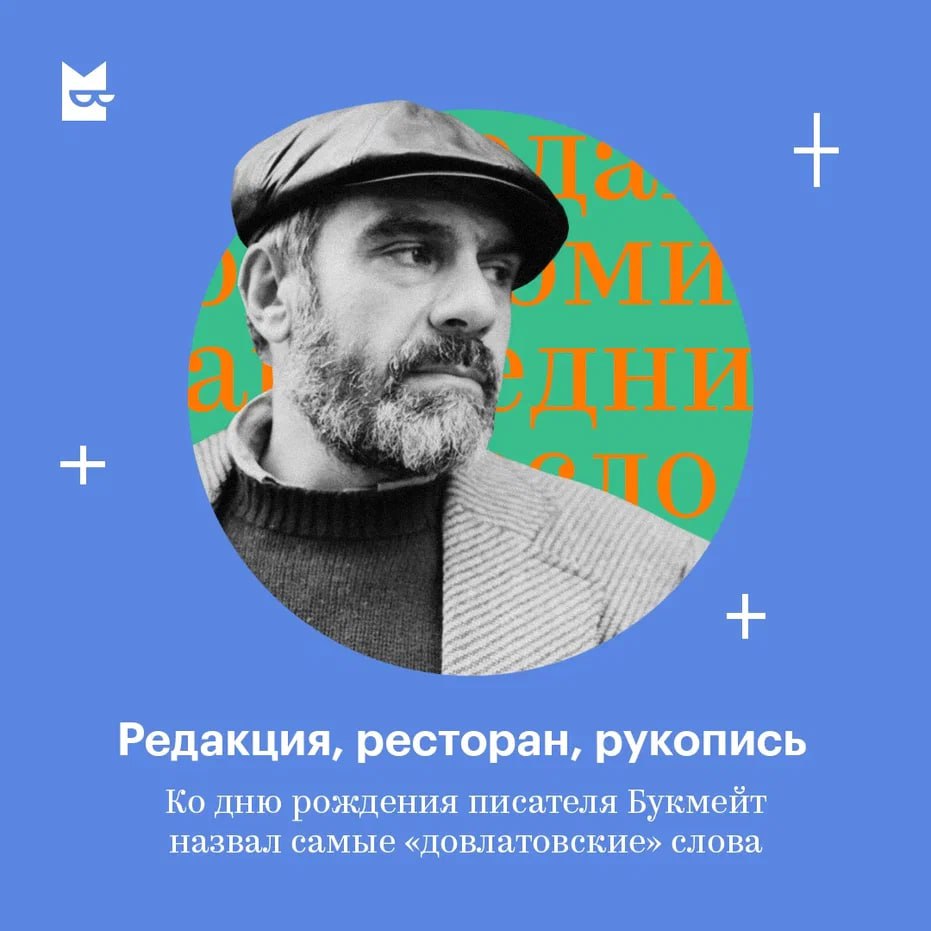 Редакция, ресторан, рукопись
Ко дню рождения писателя Букмейт
назвал самые «довлатовские» слова